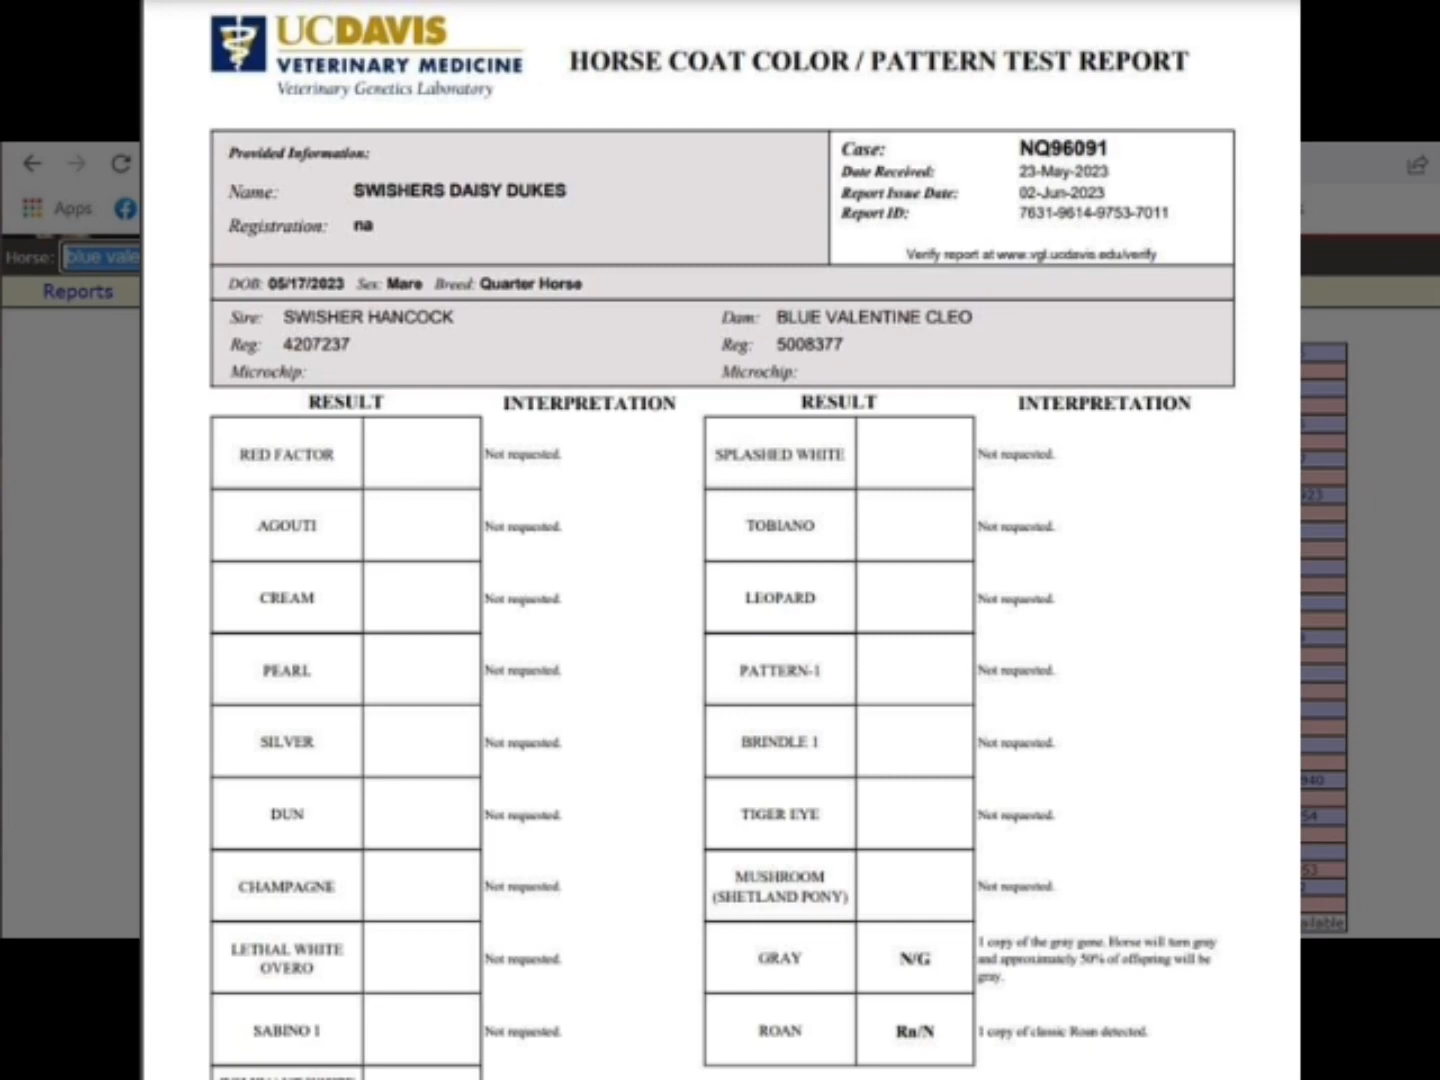 UCDAVIS
VETERINARY MEDICINE
Veterinary Genetics Laboratory
HORSE COAT COLOR / PATTERN TEST REPORT
Provided Information:
Name: SWISHERS DAISY DUKES
Registration: na
Case: NQ96091
Date Received: 23-May-2023
Report Issue Date: 02-Jun-2023
Report ID: 7631-9614-9753-7011
Verify report at www.vgl.ucdavis.edu/verify
DOB: 05/17/2023 Sex: Mare Breed: Quarter Horse
Sire: SWISHER HANCOCK
Reg: 4207237
Microchip:
Dam: BLUE VALENTINE CLEO
Reg: 5008377
Microchip:
RESULT INTERPRETATION RESULT INTERPRETATION
RED FACTOR Not requested. SPLASHED WHITE Not requested.
AGOUTI Not requested. TOBIANO Not requested.
CREAM Not requested. LEOPARD Not requested.
PEARL Not requested. PATTERN-1 Not requested.
SILVER Not requested. BRINDLE 1 Not requested.
DUN Not requested. TIGER EYE Not requested.
CHAMPAGNE Not requested. MUSHROOM
(SHETLAND PONY) Not requested.
LETHAL WHITE
OVERO Not requested.
GRAY N/G 1 copy of the gray gene. Horse will turn gray
and approximately 50% of offspring will be
gray.
SABINO 1 Not requested. ROAN Rn/N 1 copy of classic Roan detected.
Apps
Horse: blue vale
Reports
923
940
54
53
ailable